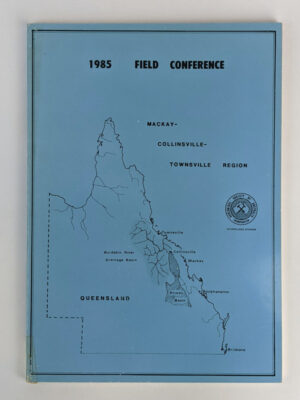 1985 FIELD CONFERENCE
MACKAY-
COLLINSVILLE-
TOWNSVILLE REGION
Townsville
Burdekin River
Drainage Basin
Collinsville
Mackay
Bowen
Basin
Rockhampton
QUEENSLAND
Brisbane